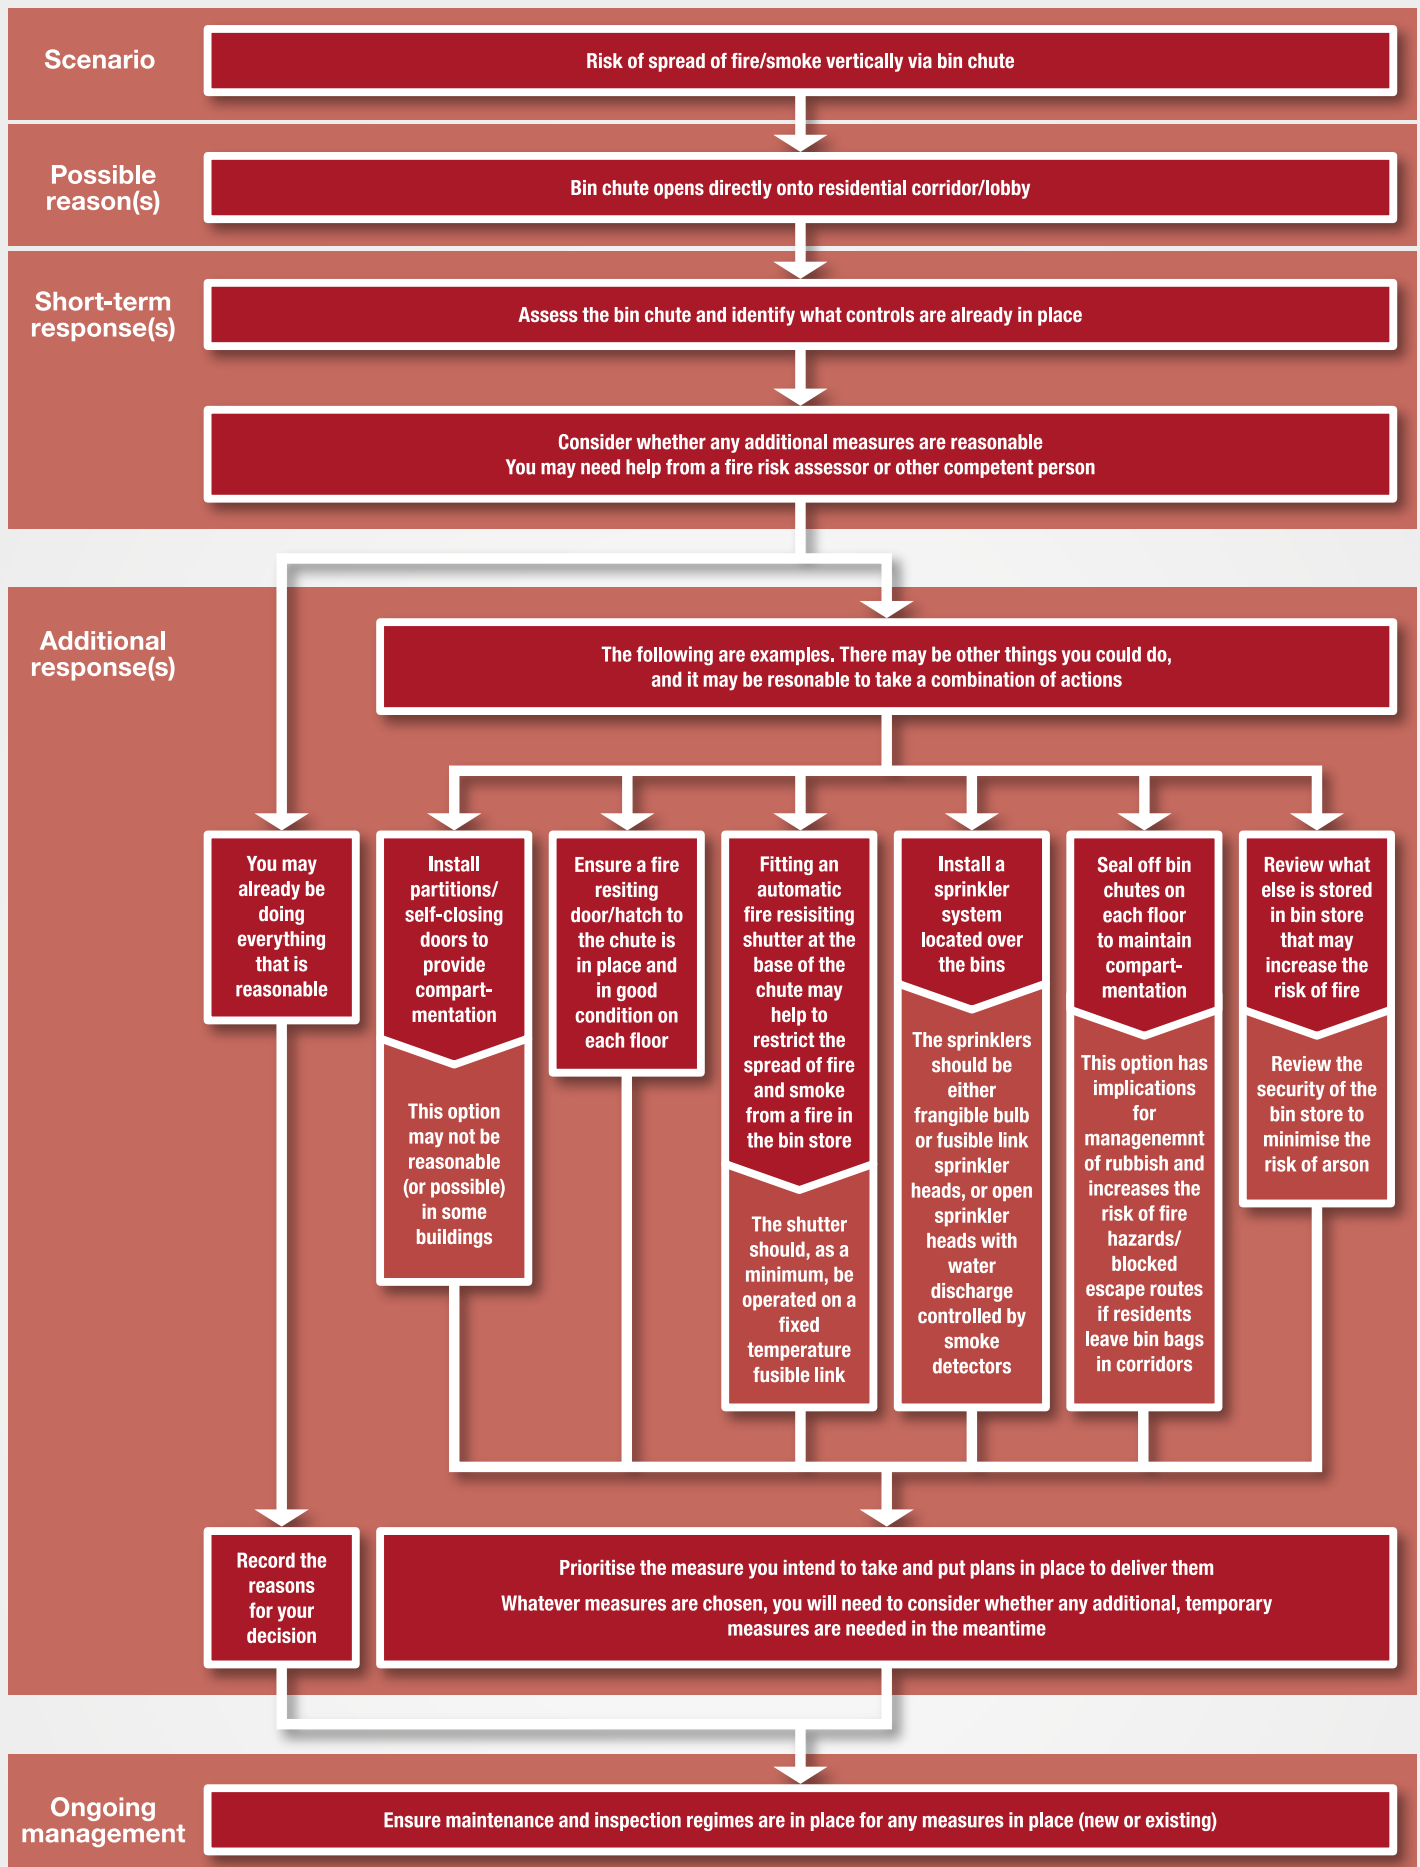 Scenario
Risk of spread of fire/smoke vertically via bin chute
Possible
reason(s)
Bin chute opens directly onto residential corridor/lobby
Short-term
response(s)
Assess the bin chute and identify what controls are already in place
Consider whether any additional measures are reasonable
You may need help from a fire risk assessor or other competent person
Additional
response(s)
The following are examples. There may be other things you could do,
and it may be resonable to take a combination of actions
You may
already be
doing
everything
that is
reasonable
Install
partitions/
self-closing
doors to
provide
compart-
mentation
This option
may not be
reasonable
(or possible)
in some
buildings
Ensure a fire
resiting
door/hatch to
the chute is
in place and
in good
condition on
each floor
Fitting an
automatic
fire resisiting
shutter at the
base of the
chute may
help to
restrict the
spread of fire
and smoke
from a fire in
the bin store
The shutter
should, as a
minimum, be
operated on a
fixed
temperature
fusible link
Install a
sprinkler
system
located over
the bins
The sprinklers
should be
either
frangible bulb
or fusible link
sprinkler
heads, or open
sprinkler
heads with
water
discharge
controlled by
smoke
detectors
Seal off bin
chutes on
each floor
to maintain
compart-
mentation
This option has
implications
for
managenemnt
of rubbish and
increases the
risk of fire
hazards/
blocked
escape routes
if residents
leave bin bags
in corridors
Review what
else is stored
in bin store
that may
increase the
risk of fire
Review the
security of the
bin store to
minimise the
risk of arson
Record the
reasons
for your
decision
Prioritise the measure you intend to take and put plans in place to deliver them
Whatever measures are chosen, you will need to consider whether any additional, temporary
measures are needed in the meantime
Ongoing
management
Ensure maintenance and inspection regimes are in place for any measures in place (new or existing)